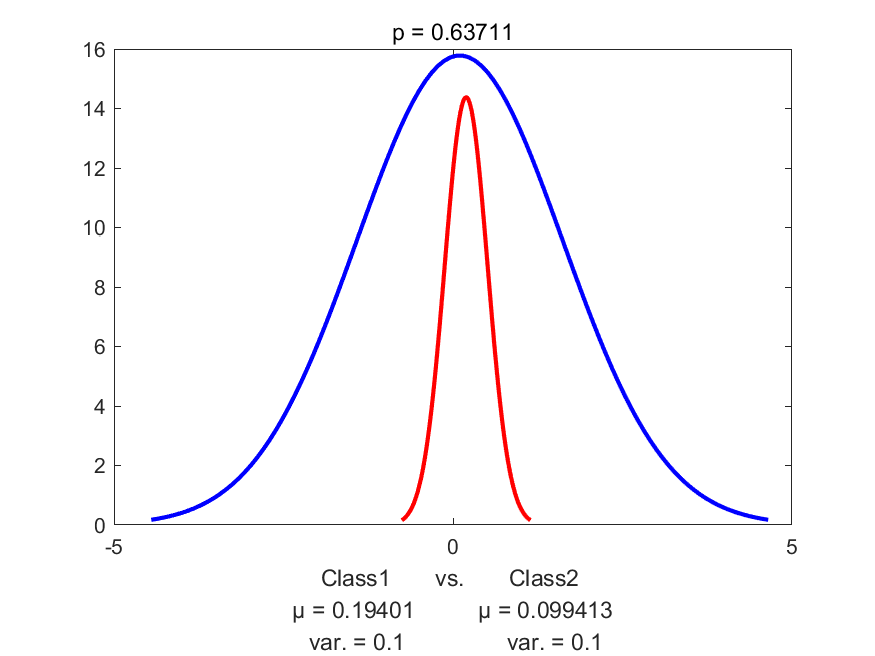 p = 0.63711
16
14
12
10
8
6
4
2
0
-5 0 5
Class1 vs. Class2
μ = 0.19401 μ = 0.099413
var. = 0.1 var. = 0.1